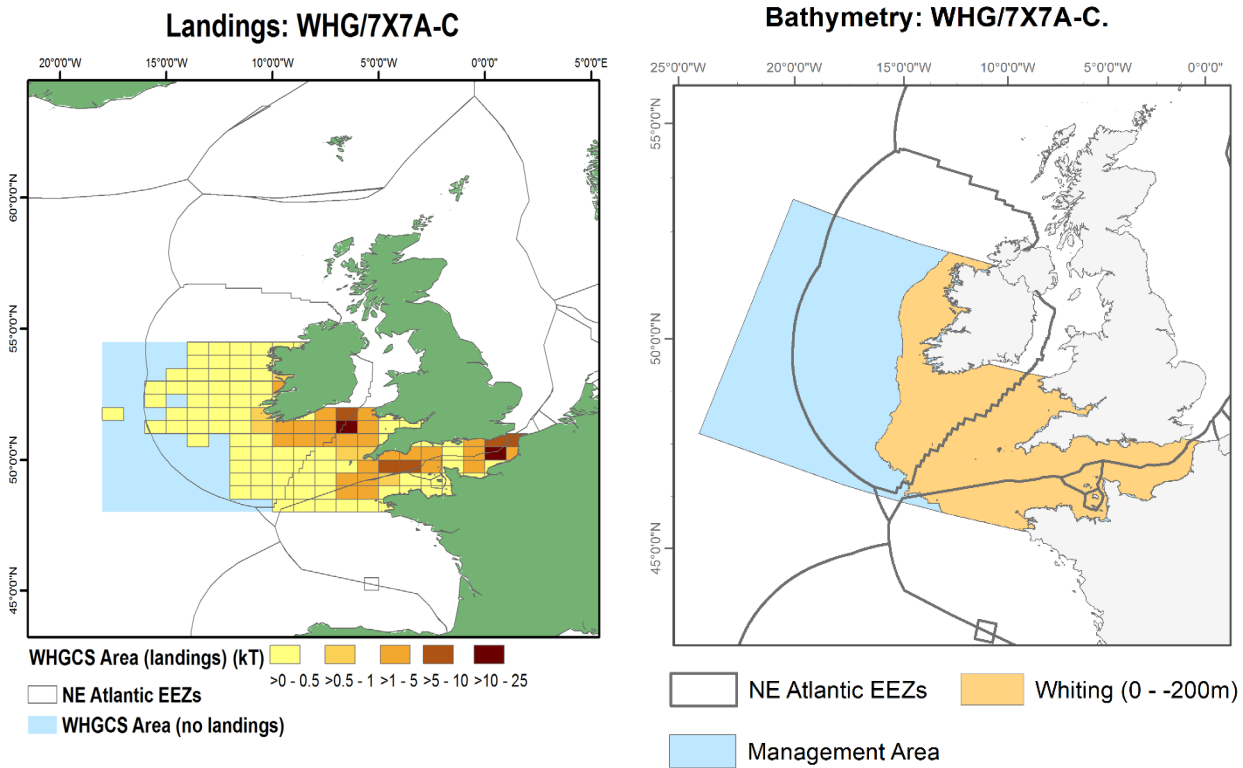 Landings: WHG/7X7A-C
20°0'0"W 15°0'0"W 10°0'0"W 5°0'0"W 0°0'0" 5°0'0"E
60°0'0"N
55°0'0"N
50°0'0"N
45°0'0"N
WHGCS Area (landings) (kT)
>0 - 0.5 >0.5 - 1 >1 - 5 >5 - 10 >10 - 25
NE Atlantic EEZs
WHGCS Area (no landings)
Bathymetry: WHG/7X7A-C.
25°0'0"W 20°0'0"W 15°0'0"W 10°0'0"W 5°0'0"W 0°0'0"
55°0'0"N
50°0'0"N
45°0'0"N
NE Atlantic EEZs Whiting (0 - -200m)
Management Area